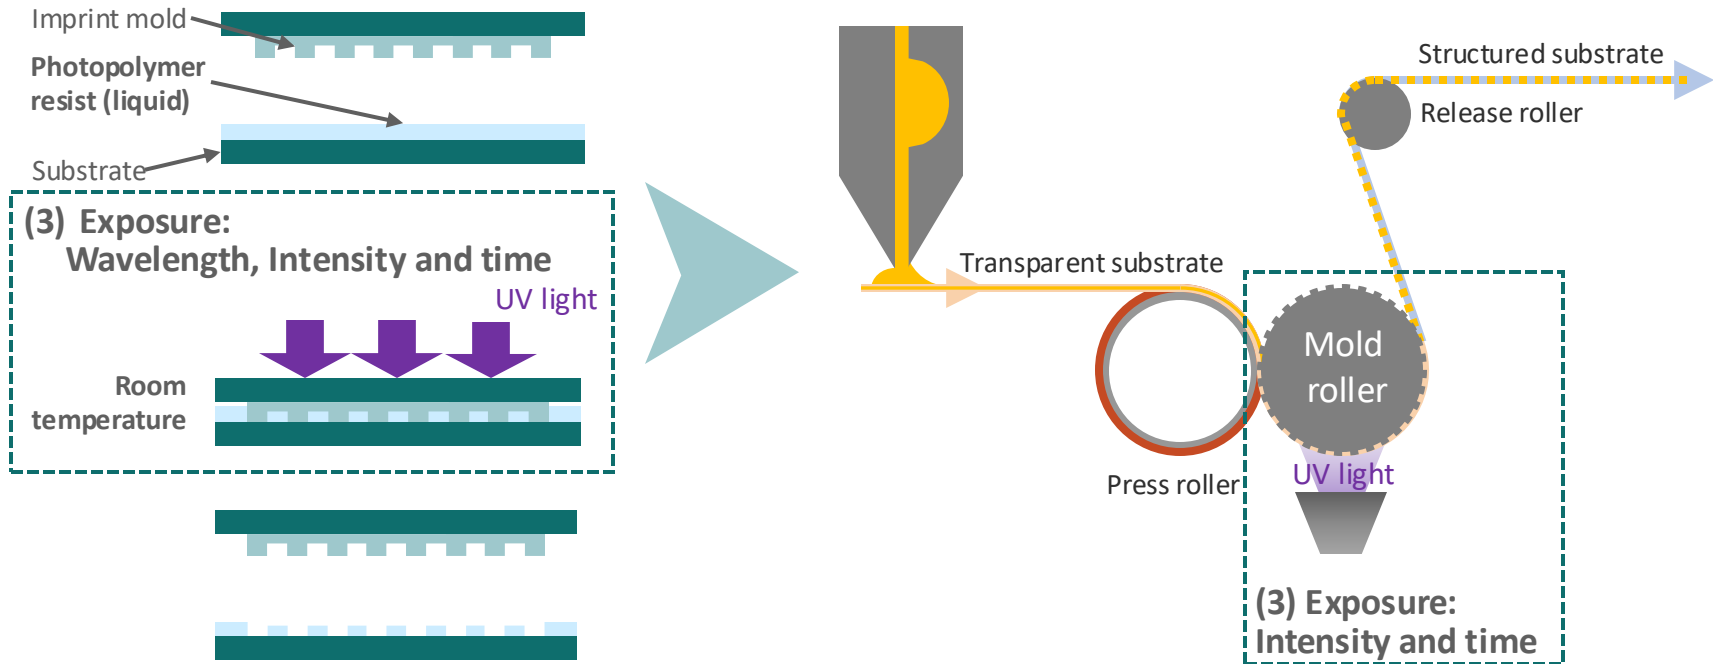 Imprint mold
Photopolymer
resist (liquid)
Substrate
(3) Exposure:
Wavelength, Intensity and time
UV light
Room
temperature
Structured substrate
Release roller
Transparent substrate
Mold
roller
Press roller
UV light
(3) Exposure:
Intensity and time